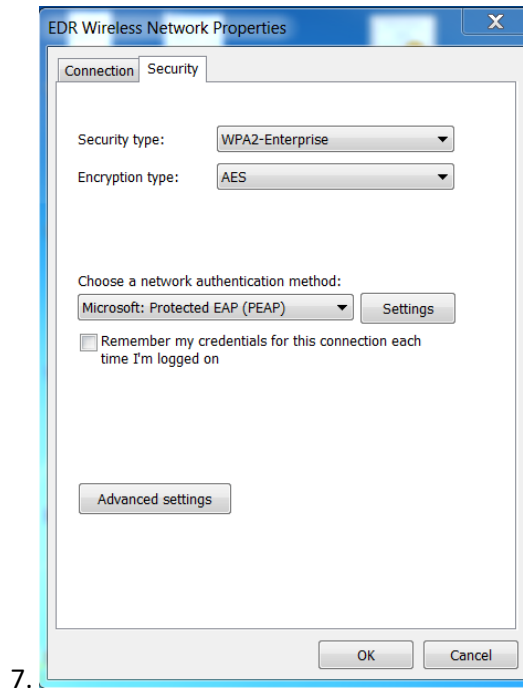 EDR Wireless Network Properties
X
Connection Security
Security type: WPA2-Enterprise
Encryption type: AES
Choose a network authentication method:
Microsoft: Protected EAP (PEAP) Settings
Remember my credentials for this connection each
time I'm logged on
Advanced settings
OK Cancel
7.